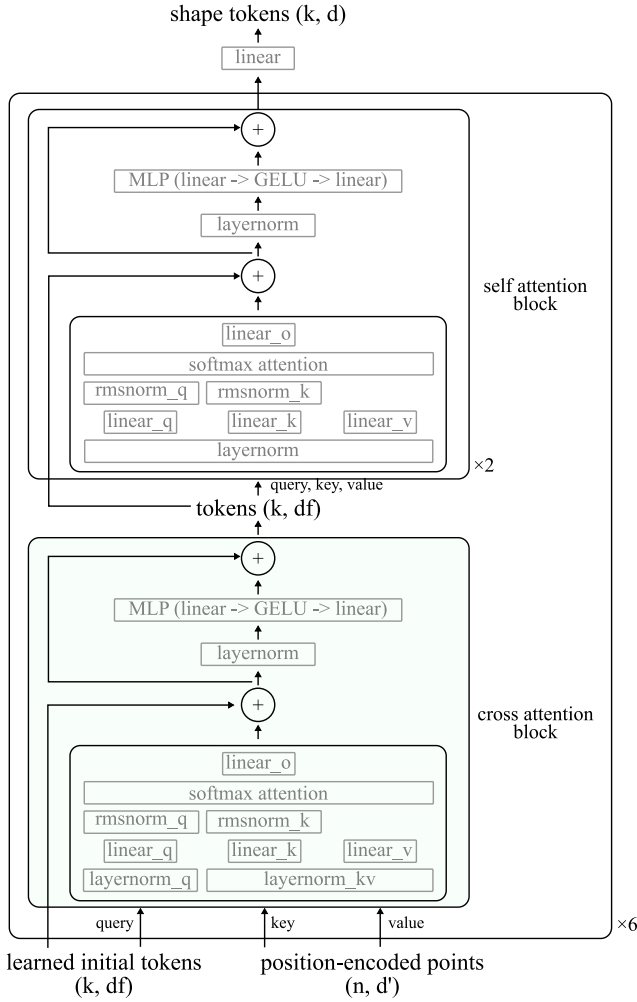 shape tokens (k, d)
linear
+
MLP (linear -> GELU -> linear)
layernorm
+
self attention
block
linear_o
softmax attention
rmsnorm_q rmsnorm_k
linear_q linear_k linear_v
layernorm
×2
query, key, value
tokens (k, df)
+
MLP (linear -> GELU -> linear)
layernorm
+
cross attention
block
linear_o
softmax attention
rmsnorm_q rmsnorm_k
linear_q linear_k linear_v
layernorm_q layernorm_kv
query key value
×6
learned initial tokens
(k, df)
position-encoded points
(n, d')